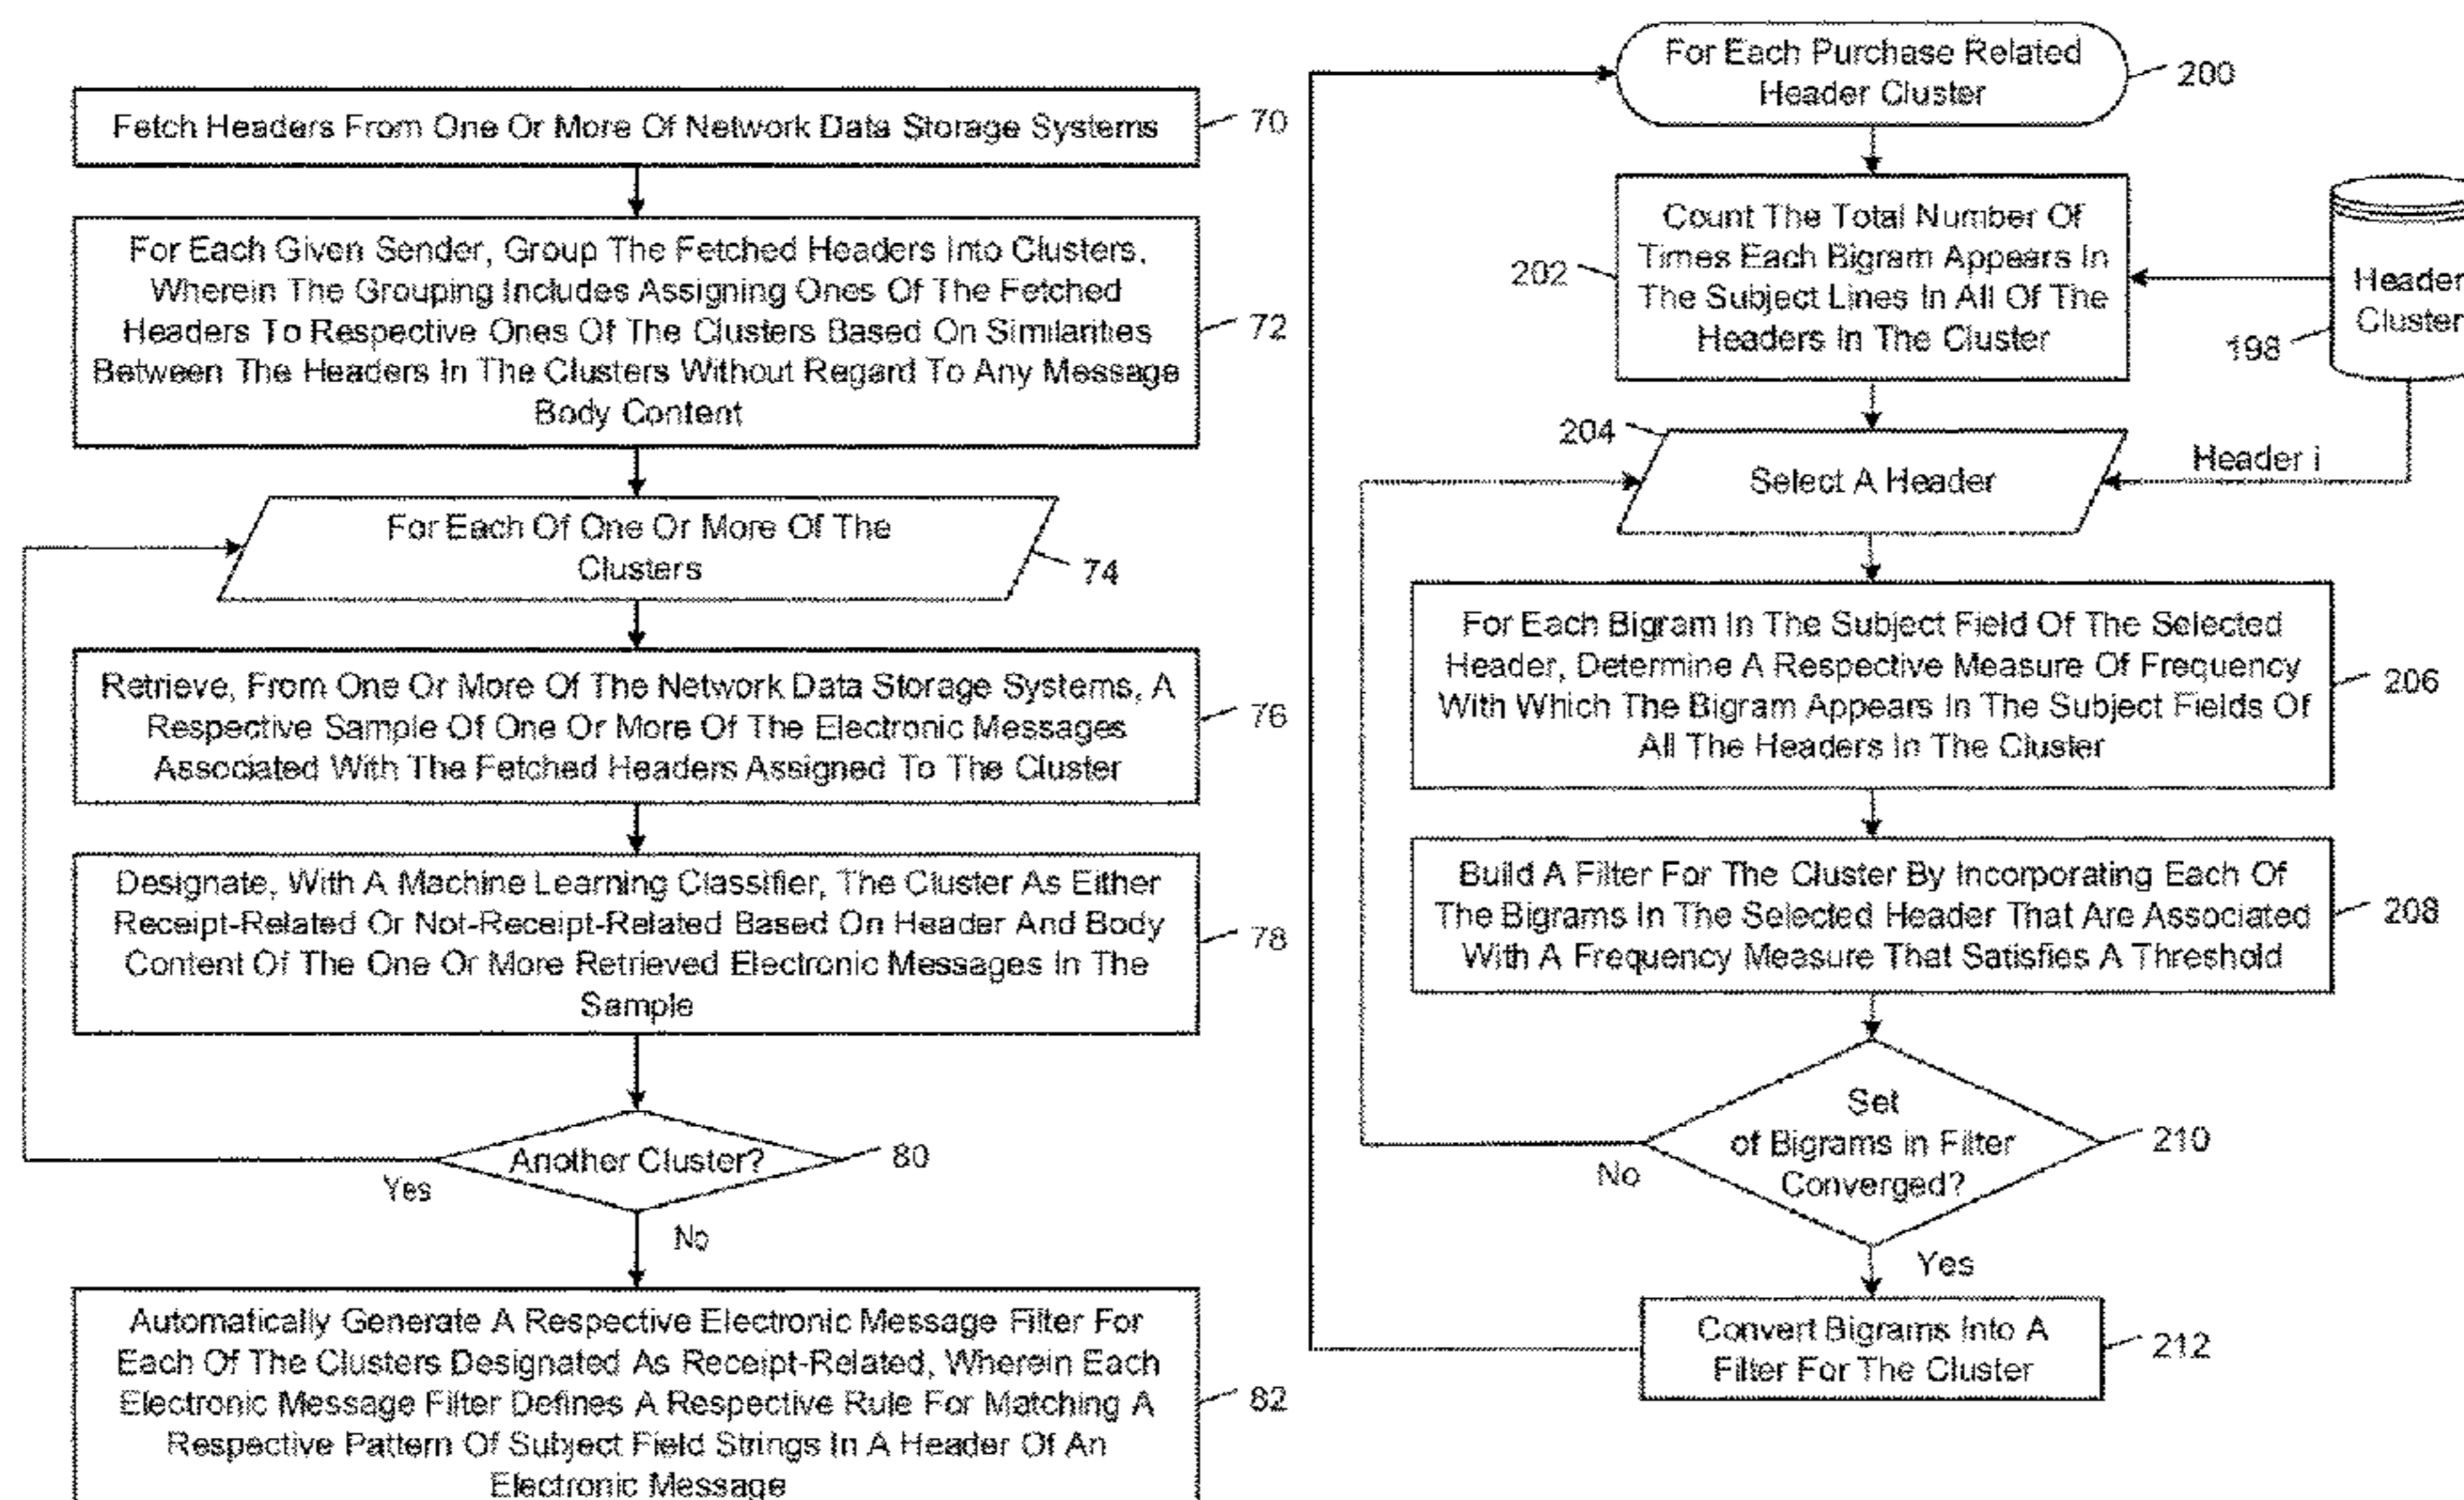 Fetch Headers From One Or More Of Network Data Storage Systems
70
For Each Given Sender, Group The Fetched Headers Into Clusters,
Wherein The Grouping Includes Assigning Ones Of The Fetched
Headers To Respective Ones Of The Clusters Based On Similarities
Between The Headers In The Clusters Without Regard To Any Message
Body Content
72
For Each Of One Or More Of The
Clusters
74
Retrieve, From One Or More Of The Network Data Storage Systems, A
Respective Sample Of One Or More Of The Electronic Messages
Associated With The Fetched Headers Assigned To The Cluster
76
Designate, With A Machine Learning Classifier, The Cluster As Either
Receipt-Related Or Not-Receipt-Related Based On Header And Body
Content Of The One Or More Retrieved Electronic Messages In The
Sample
78
Another Cluster?
80
Yes
No
Automatically Generate A Respective Electronic Message Filter For
Each Of The Clusters Designated As Receipt-Related, Wherein Each
Electronic Message Filter Defines A Respective Rule For Matching A
Respective Pattern Of Subject Field Strings In A Header Of An
Electronic Message
82
For Each Purchase Related
Header Cluster
200
Count The Total Number Of
Times Each Bigram Appears In
The Subject Lines In All Of The
Headers In The Cluster
202
Header
Cluster
198
204
Select A Header
Header i
For Each Bigram In The Subject Field Of The Selected
Header, Determine A Respective Measure Of Frequency
With Which The Bigram Appears In The Subject Fields Of
All The Headers In The Cluster
206
Build A Filter For The Cluster By Incorporating Each Of
The Bigrams In The Selected Header That Are Associated
With A Frequency Measure That Satisfies A Threshold
208
Set
of Bigrams in Filter
Converged?
210
No
Yes
Convert Bigrams Into A
Filter For The Cluster
212